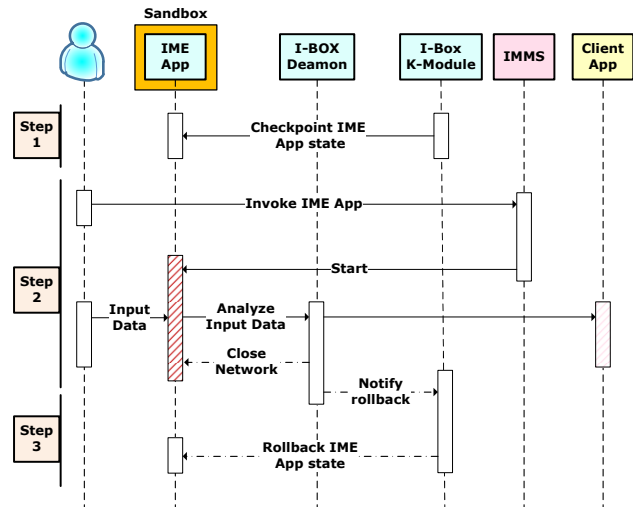 Sandbox
IME
App
I-BOX
Deamon
I-Box
K-Module
IMMS
Client
App
Step
1
Checkpoint IME
App state
Invoke IME App
Start
Step
2
Input
Data
Analyze
Input Data
Close
Network
Notify
rollback
Step
3
Rollback IME
App state